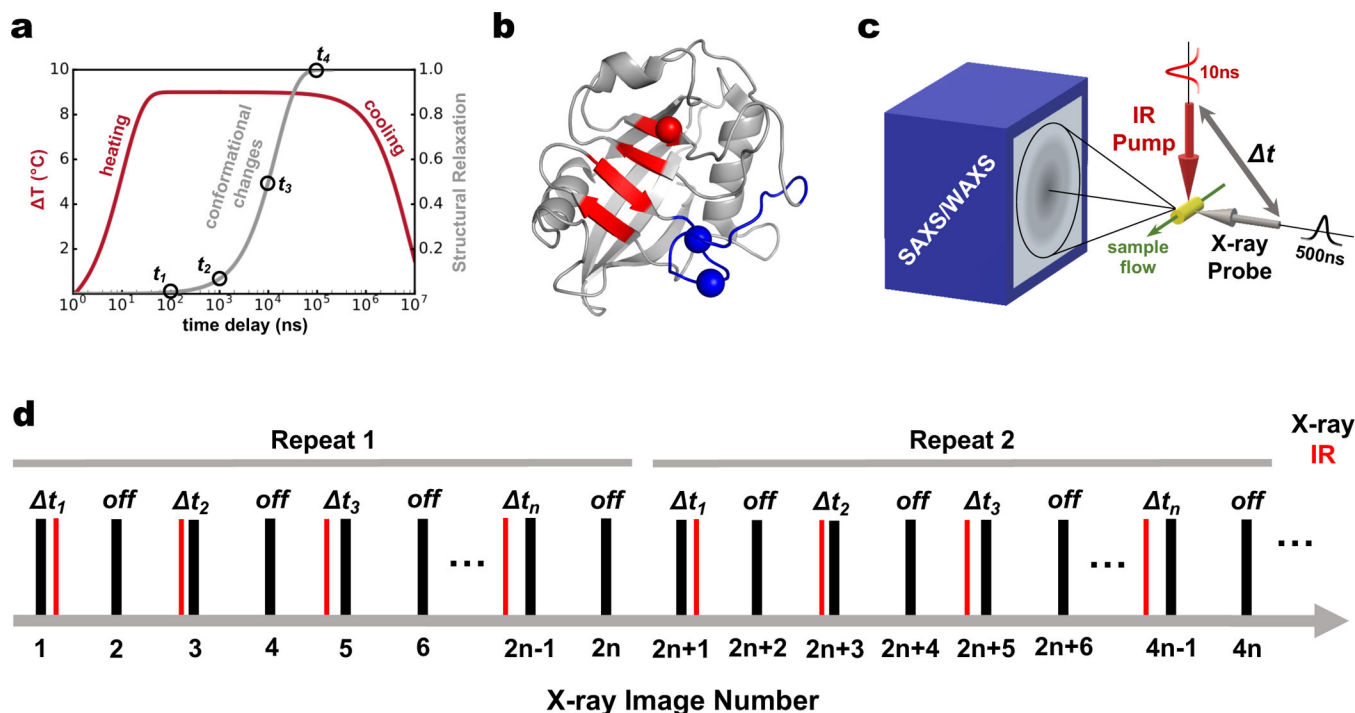 a
10
8
6
4
2
ΔT (°C)
heating
conformational
changes
cooling
t1
t2
t3
t4
1.0
0.8
0.6
0.4
0.2
Structural Relaxation
10^0 10^1 10^2 10^3 10^4 10^5 10^6 10^7
time delay (ns)
b
c
SAXS/WAXS
10ns
IR
Pump
Δt
sample
flow
X-ray
Probe
500ns
d
Repeat 1 Repeat 2 X-ray
IR
Δt1 off Δt2 off Δt3 off Δtn off Δt1 off Δt2 off Δt3 off Δtn off
... ... ...
1 2 3 4 5 6 2n-1 2n 2n+1 2n+2 2n+3 2n+4 2n+5 2n+6 4n-1 4n
X-ray Image Number